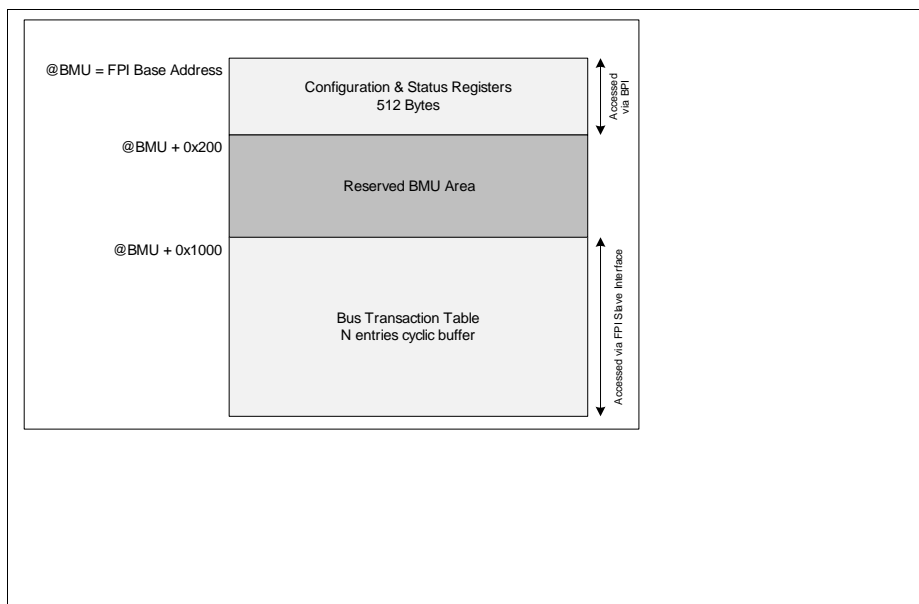 @BMU = FPI Base Address
Configuration & Status Registers
512 Bytes
Accessed
via BPI
@BMU + 0x200
Reserved BMU Area
@BMU + 0x1000
Bus Transaction Table
N entries cyclic buffer
Accessed via FPI Slave Interface